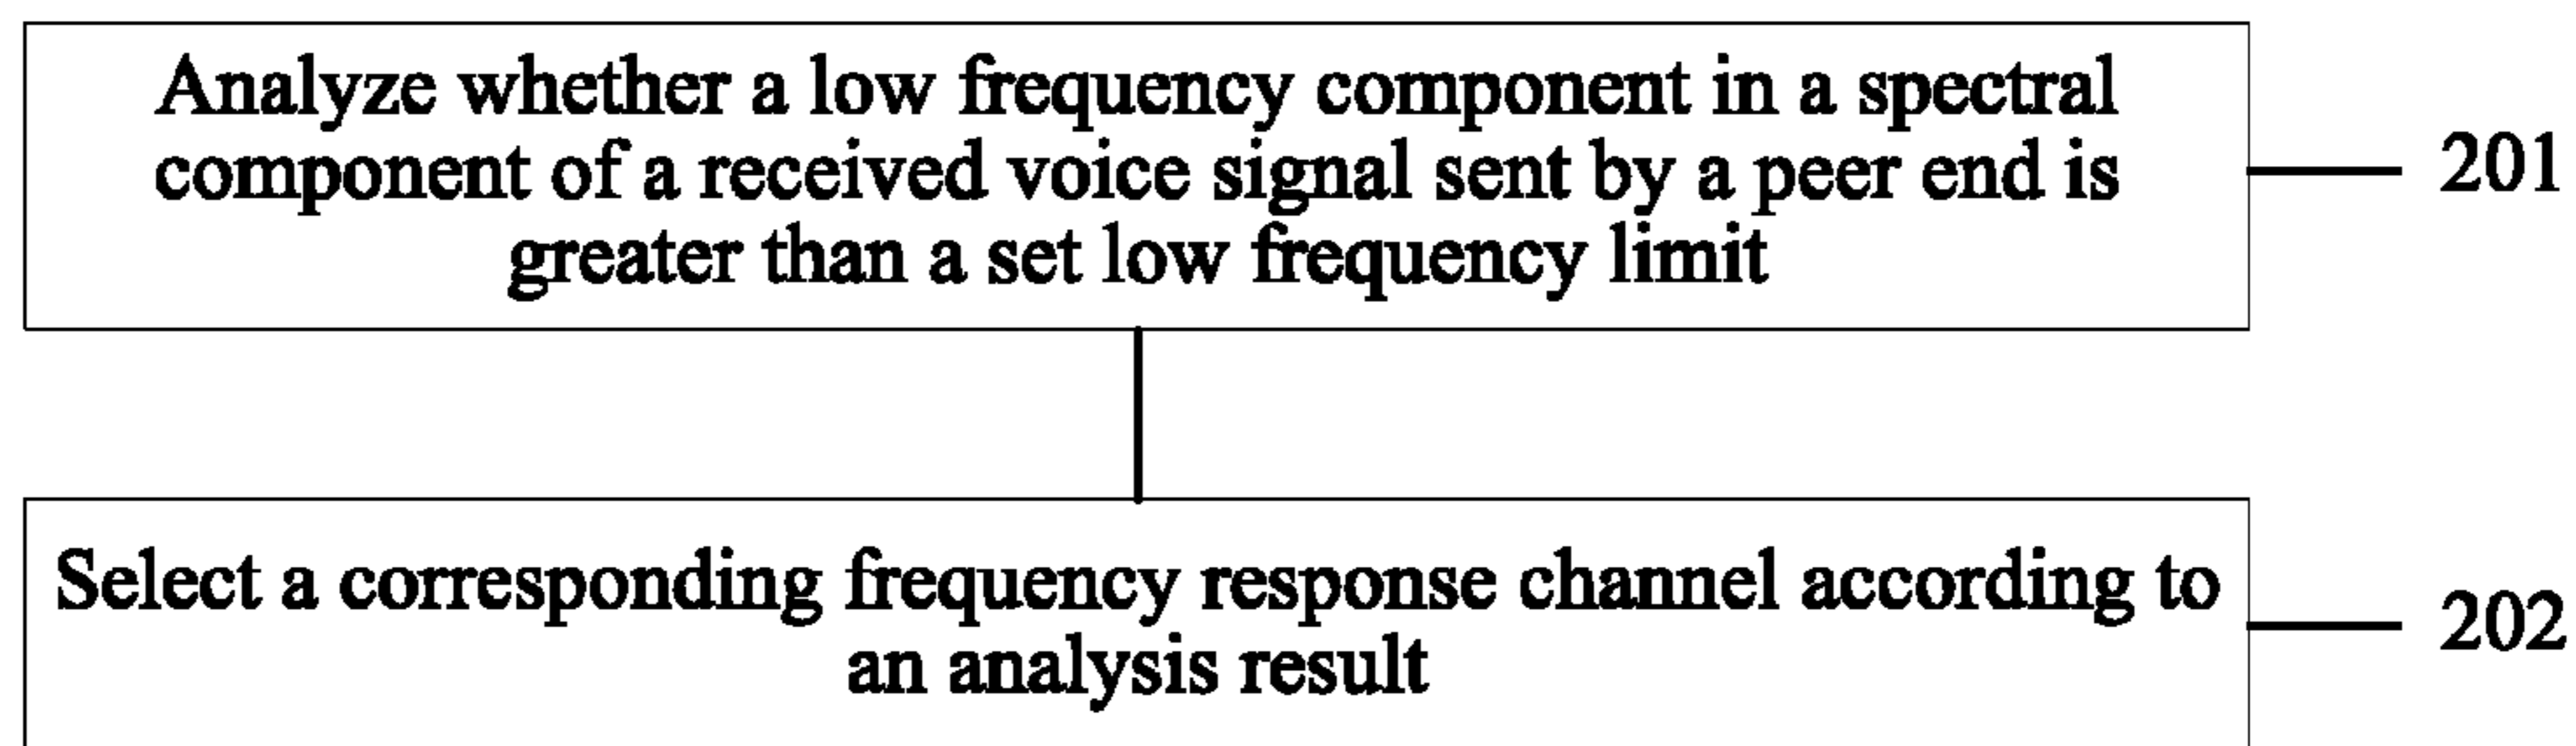 Analyze whether a low frequency component in a spectral
component of a received voice signal sent by a peer end is
greater than a set low frequency limit
201
Select a corresponding frequency response channel according to
an analysis result
202